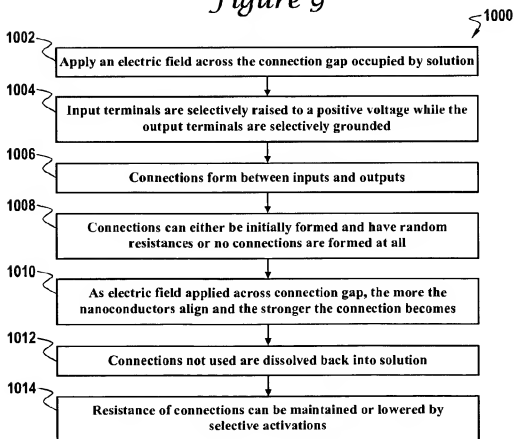 Figure 9
1000
1002
Apply an electric field across the connection gap occupied by solution
1004
Input terminals are selectively raised to a positive voltage while the
output terminals are selectively grounded
1006
Connections form between inputs and outputs
1008
Connections can either be initially formed and have random
resistances or no connections are formed at all
1010
As electric field applied across connection gap, the more the
nanoconductors align and the stronger the connection becomes
1012
Connections not used are dissolved back into solution
1014
Resistance of connections can be maintained or lowered by
selective activations